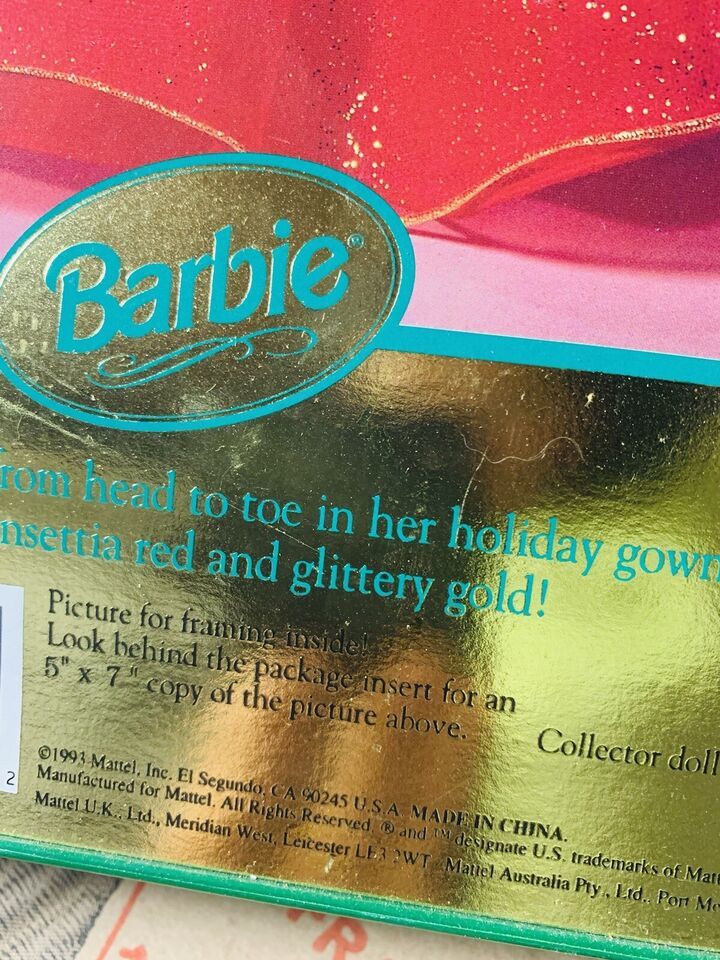 Barbie®
rom head to toe in her holiday gown
nsettia red and glittery gold!
Picture for framing inside!
Look behind the package insert for an
5" x 7" copy of the picture above.
Collector doll
©1993 Mattel, Inc. El Segundo, CA 90245 U.S.A. MADE IN CHINA.
Manufactured for Mattel. All Rights Reserved. ® and ™ designate U.S. trademarks of Matt
Mattel U.K., Ltd., Meridian West, Leicester LE3 2WT Mattel Australia Pty., Ltd., Port Me
2